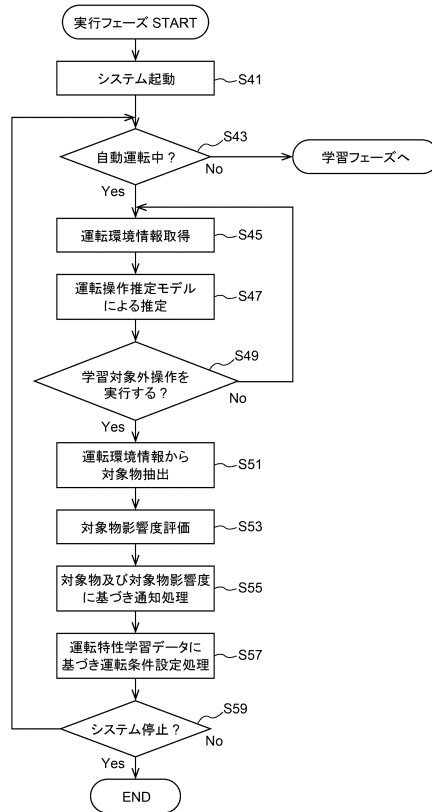 実行フェーズ START
システム起動
S41
自動運転中？
S43
No
学習フェーズへ
Yes
運転環境情報取得
S45
運転操作推定モデル
による推定
S47
学習対象外操作を
実行する？
S49
No
Yes
運転環境情報から
対象物抽出
S51
対象物影響度評価
S53
対象物及び対象物影響度
に基づき通知処理
S55
運転特性学習データに
基づき運転条件設定処理
S57
システム停止？
S59
No
Yes
END